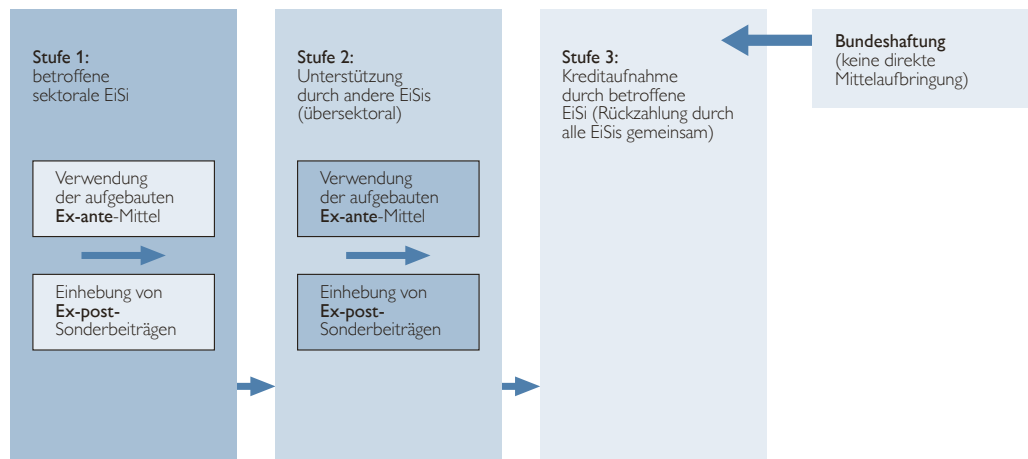 Stufe 1:
betroffene
sektorale EiSi
Verwendung
der aufgebauten
Ex-ante-Mittel
Einhebung von
Ex-post-
Sonderbeiträgen
Stufe 2:
Unterstützung
durch andere EiSis
(übersektoral)
Verwendung
der aufgebauten
Ex-ante-Mittel
Einhebung von
Ex-post-
Sonderbeiträgen
Stufe 3:
Kreditaufnahme
durch betroffene
EiSi (Rückzahlung durch
alle EiSis gemeinsam)
Bundeshaftung
(keine direkte
Mittelaufbringung)